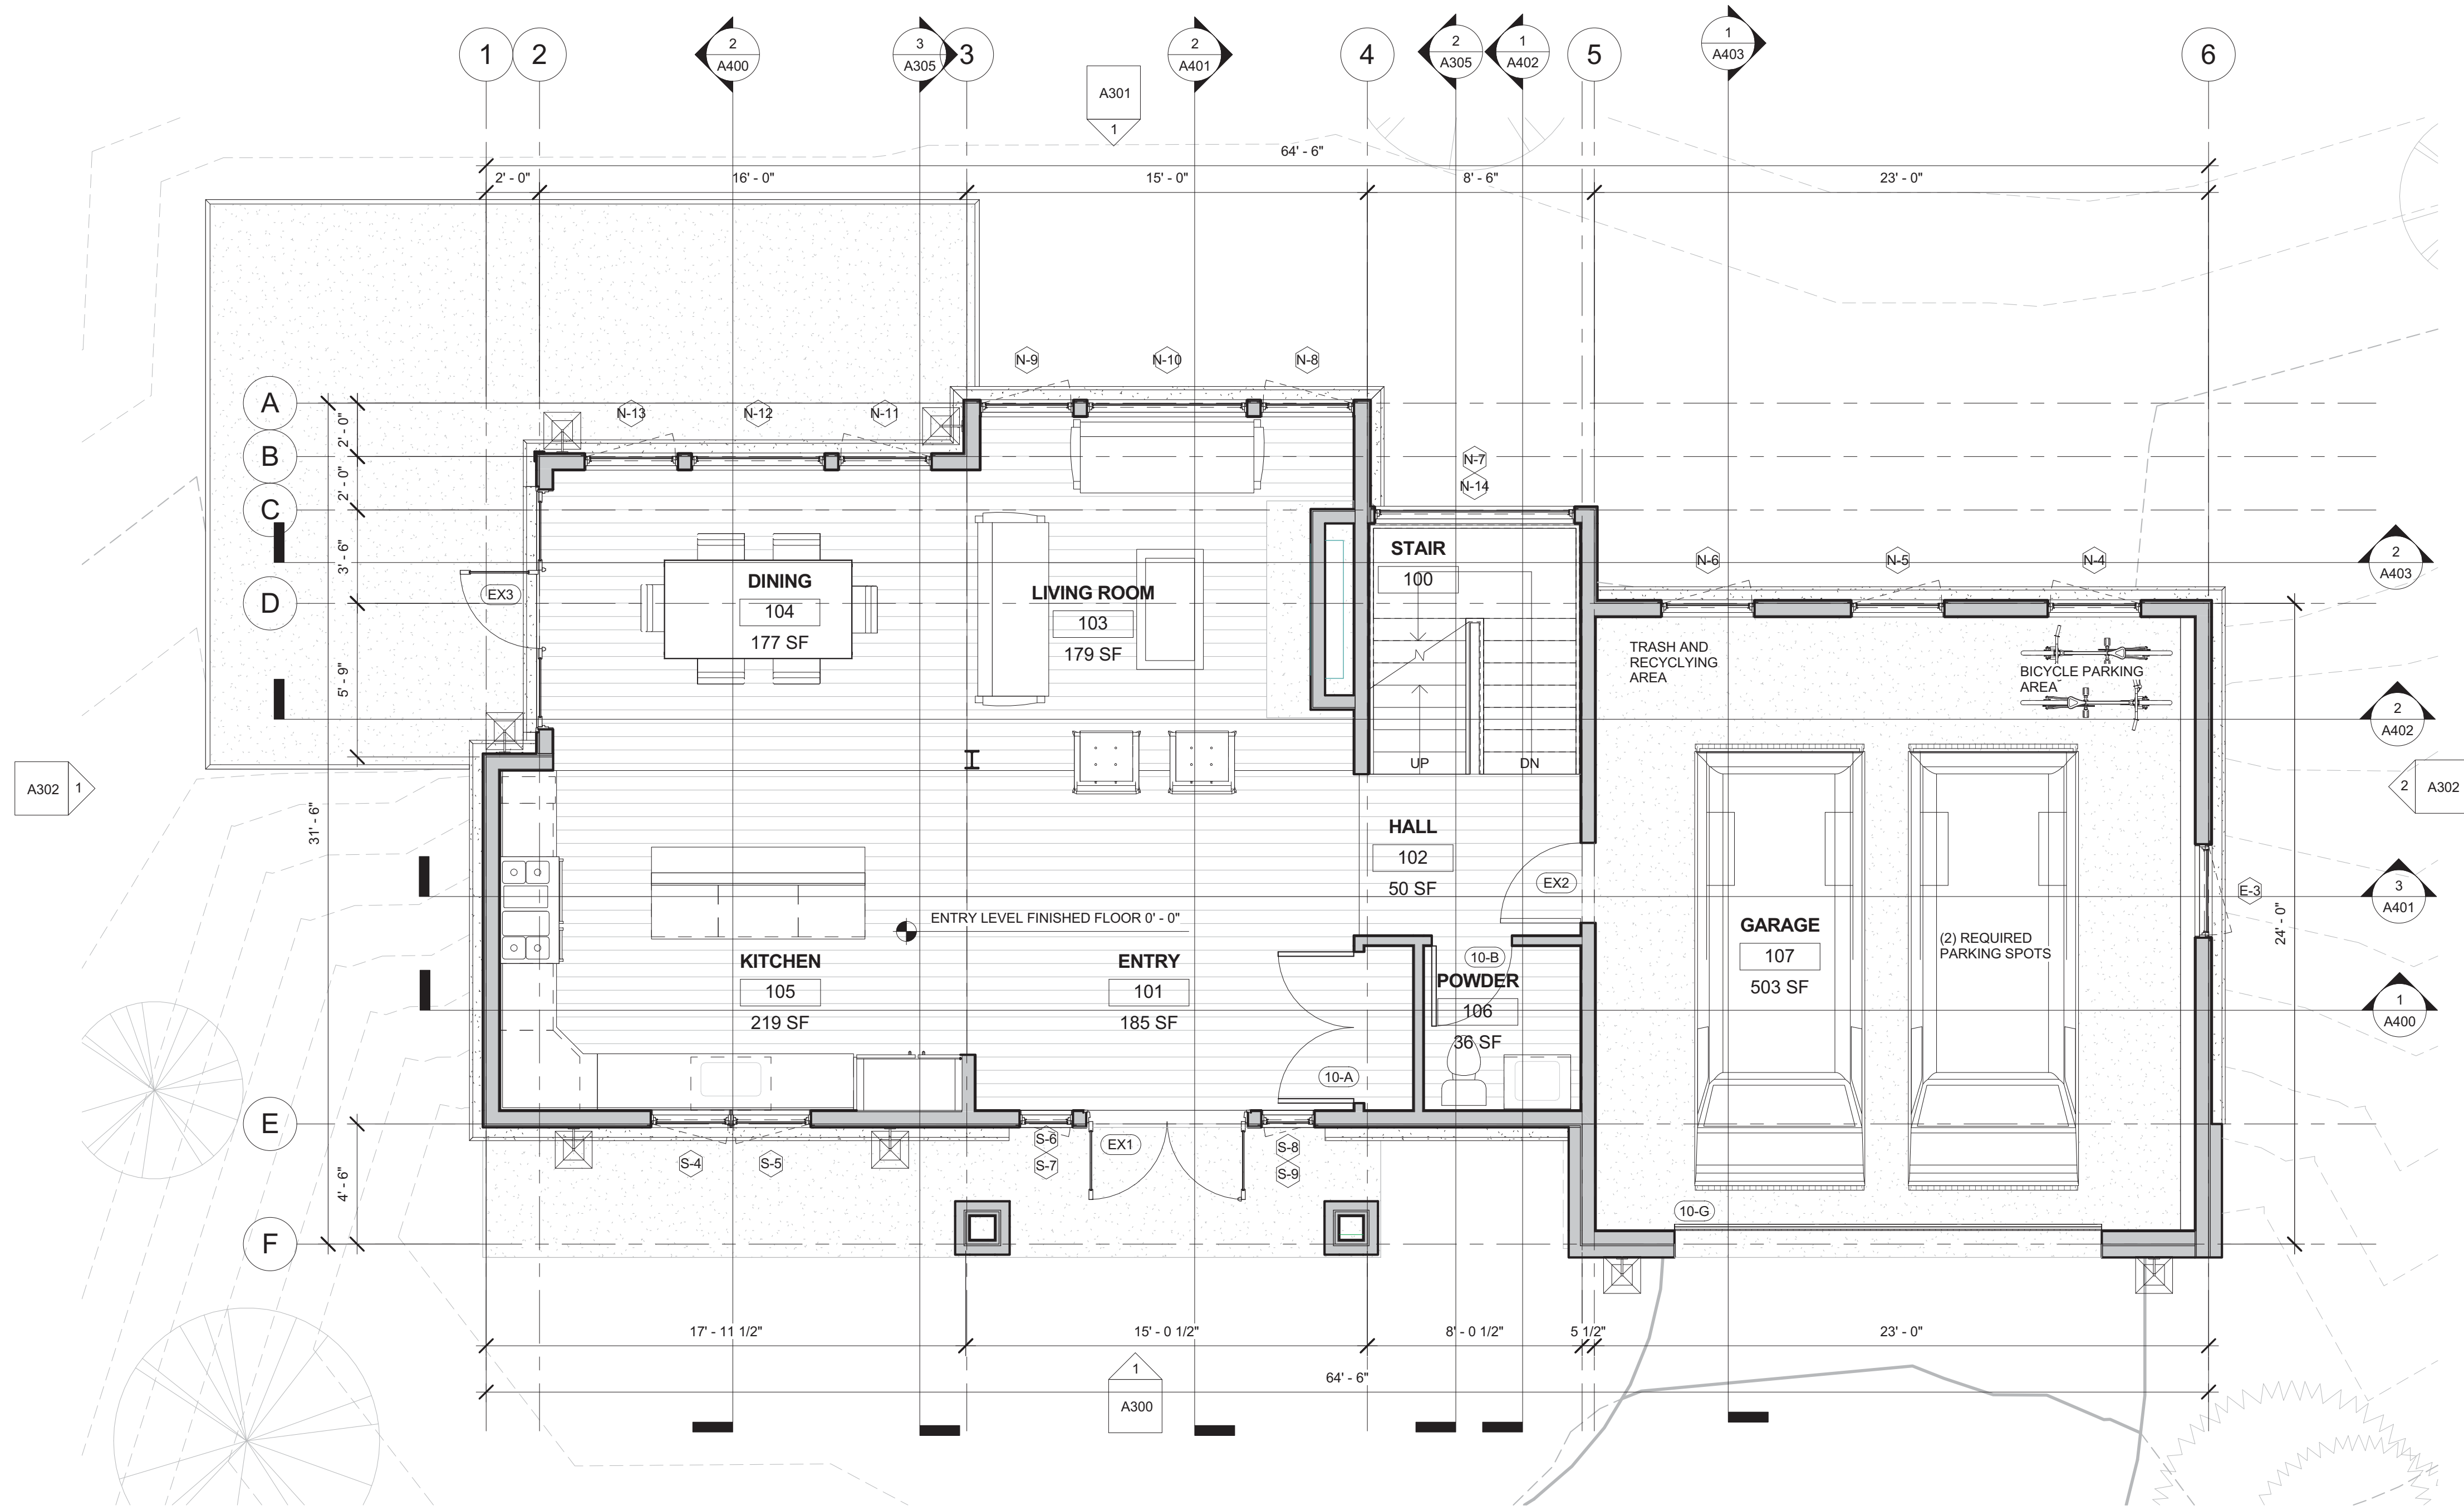 1
2
2
A400
3
A305
3
2
A401
4
2
A305
1
A402
5
1
A403
6
A301
1
64' - 6"
2' - 0"
16' - 0"
15' - 0"
8' - 6"
23' - 0"
N-9
N-10
N-8
A
2' - 0"
N-13
N-12
N-11
B
N-7
2' - 0"
N-14
C
3' - 6"
STAIR
100
N-6
N-5
N-4
2
A403
D
EX3
DINING
104
177 SF
LIVING ROOM
103
179 SF
TRASH AND
RECYCLYING
AREA
BICYCLE PARKING
AREA
5' - 9"
2
A402
UP
DN
A302
1
2
A302
31' - 6"
HALL
102
50 SF
EX2
E-3
3
A401
24' - 0"
ENTRY LEVEL FINISHED FLOOR 0' - 0"
GARAGE
107
503 SF
(2) REQUIRED
PARKING SPOTS
KITCHEN
105
219 SF
ENTRY
101
185 SF
10-B
POWDER
106
36 SF
1
A400
10-A
E
S-4
S-5
S-6
S-7
EX1
S-8
S-9
4' - 6"
10-G
F
17' - 11 1/2"
15' - 0 1/2"
8' - 0 1/2"
5 1/2"
23' - 0"
64' - 6"
1
A300